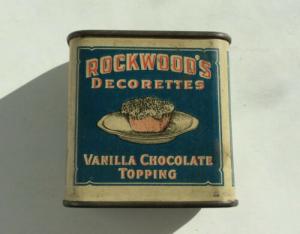 ROCKWOOD'S
DECORETTES
VANILLA CHOCOLATE
TOPPING